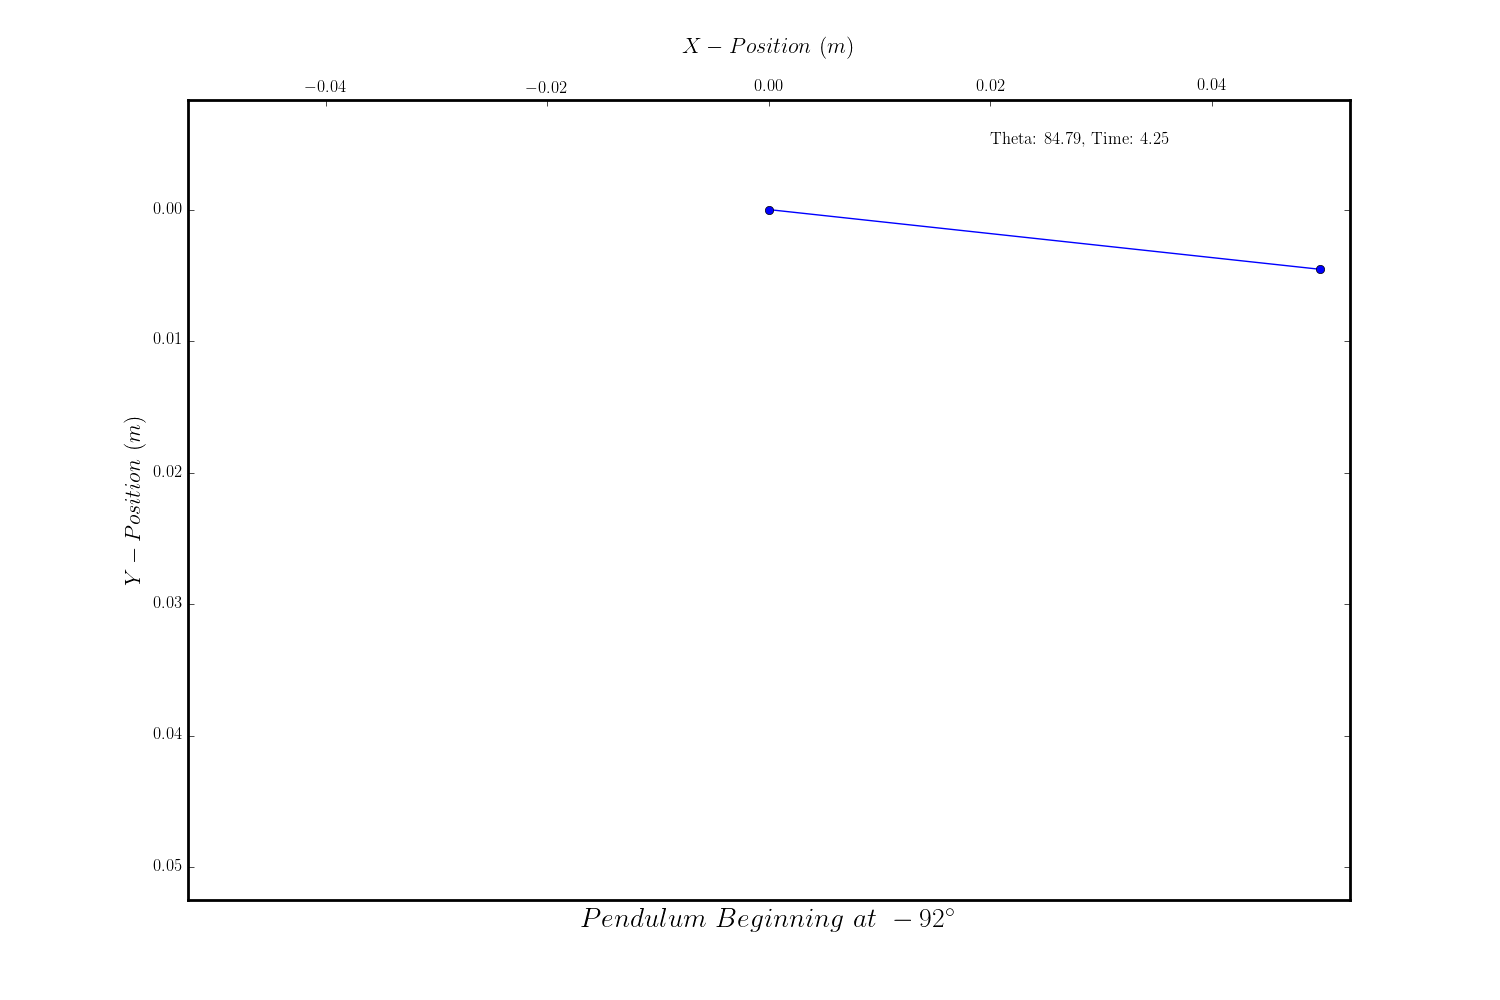 X − Position (m)
−0.04 −0.02 0.00 0.02 0.04
Theta: 84.79, Time: 4.25
0.00
0.01
0.02
0.03
0.04
0.05
Y − Position (m)
Pendulum Beginning at − 92°